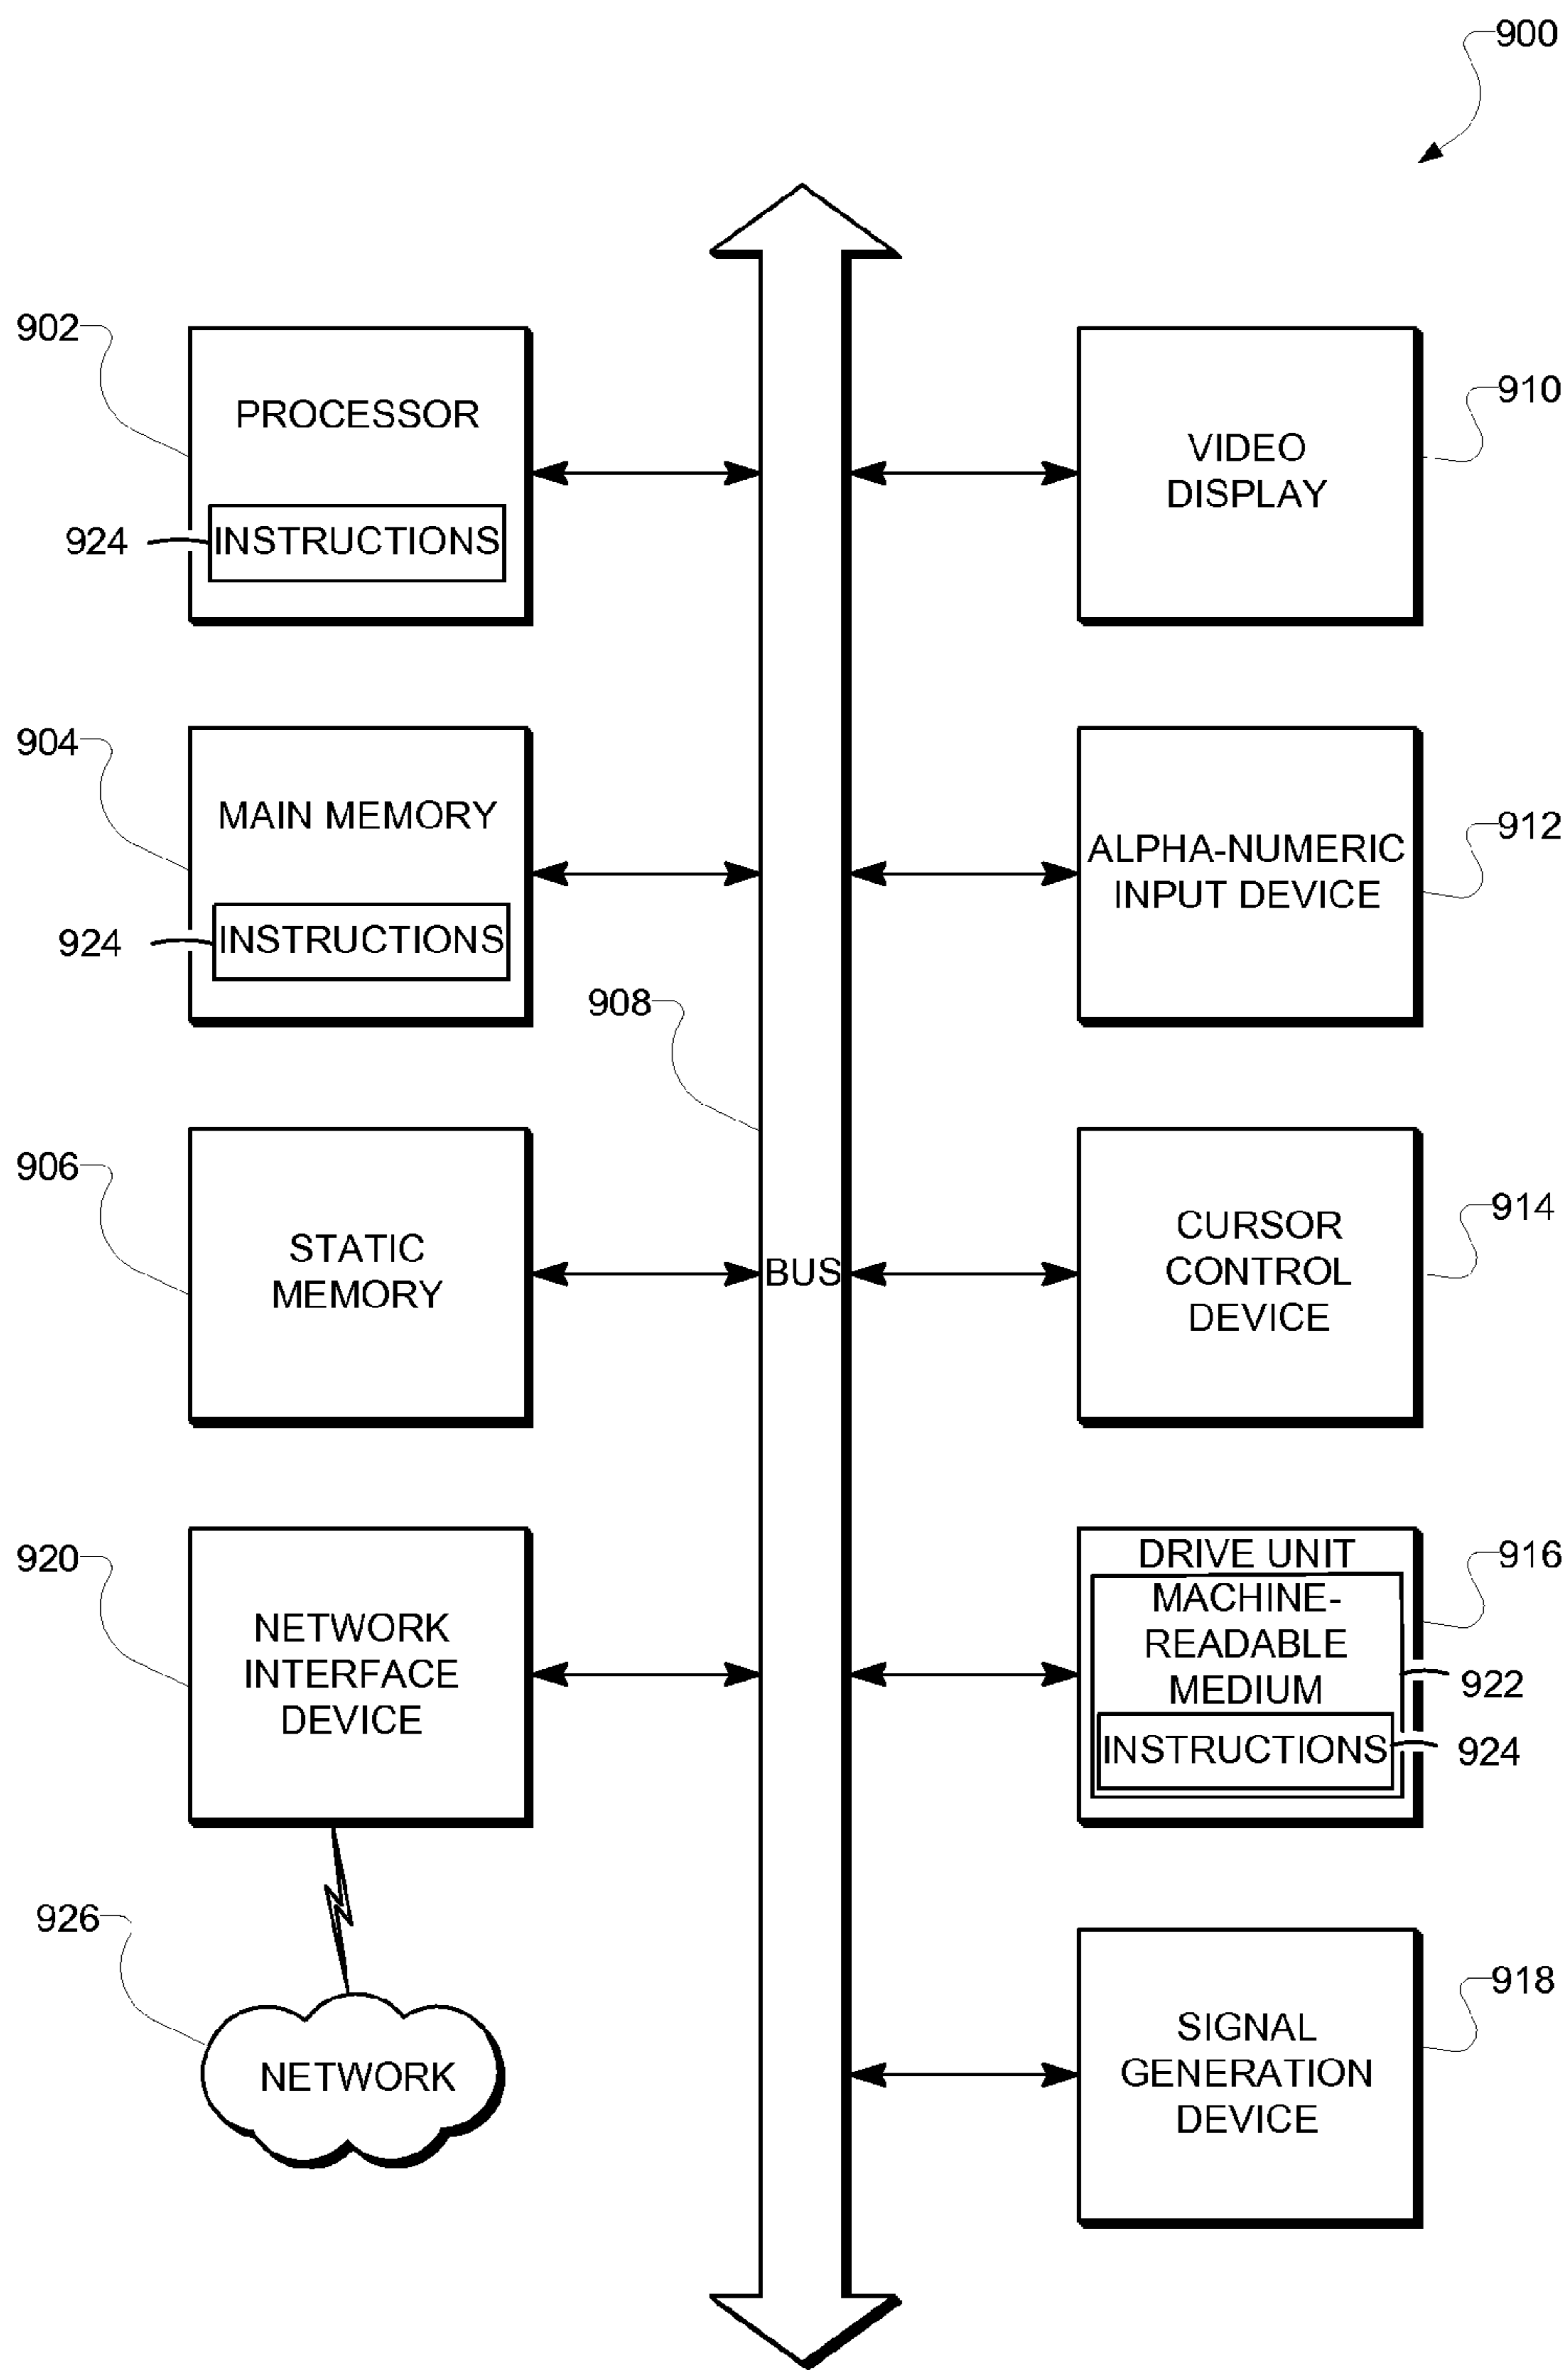 900
902
PROCESSOR
924
INSTRUCTIONS
910
VIDEO
DISPLAY
904
MAIN MEMORY
924
INSTRUCTIONS
912
ALPHA-NUMERIC
INPUT DEVICE
908
BUS
906
STATIC
MEMORY
914
CURSOR
CONTROL
DEVICE
920
NETWORK
INTERFACE
DEVICE
916
DRIVE UNIT
MACHINE-
READABLE
MEDIUM
922
INSTRUCTIONS
924
926
NETWORK
918
SIGNAL
GENERATION
DEVICE